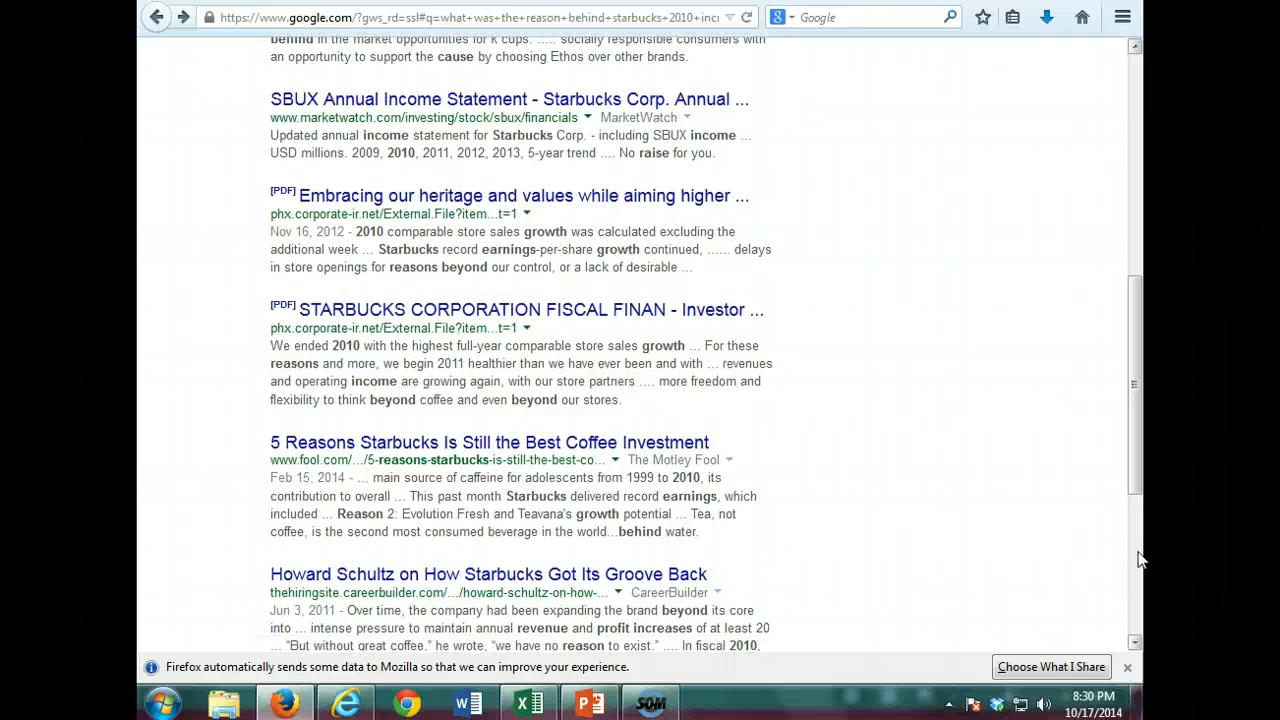 https://www.google.com/?gws_rd=ssl#q=what+was+the+reason+behind+starbucks+2010+inci
Google
behind in the market opportunities for k cups. ..... socially responsible consumers with
an opportunity to support the cause by choosing Ethos over other brands.
SBUX Annual Income Statement - Starbucks Corp. Annual ...
www.marketwatch.com/investing/stock/sbux/financials MarketWatch
Updated annual income statement for Starbucks Corp. - including SBUX income ...
USD millions. 2009, 2010, 2011, 2012, 2013, 5-year trend .... No raise for you.
[PDF] Embracing our heritage and values while aiming higher ...
phx.corporate-ir.net/External.File?item...t=1
Nov 16, 2012 - 2010 comparable store sales growth was calculated excluding the
additional week ... Starbucks record earnings-per-share growth continued, ...... delays
in store openings for reasons beyond our control, or a lack of desirable ...
[PDF] STARBUCKS CORPORATION FISCAL FINAN - Investor ...
phx.corporate-ir.net/External.File?item...t=1
We ended 2010 with the highest full-year comparable store sales growth ... For these
reasons and more, we begin 2011 healthier than we have ever been and with ... revenues
and operating income are growing again, with our store partners .... more freedom and
flexibility to think beyond coffee and even beyond our stores.
5 Reasons Starbucks Is Still the Best Coffee Investment
www.fool.com/.../5-reasons-starbucks-is-still-the-best-co... The Motley Fool
Feb 15, 2014 - ... main source of caffeine for adolescents from 1999 to 2010, its
contribution to overall ... This past month Starbucks delivered record earnings, which
included ... Reason 2: Evolution Fresh and Teavana's growth potential ... Tea, not
coffee, is the second most consumed beverage in the world...behind water.
Howard Schultz on How Starbucks Got Its Groove Back
thehiringsite.careerbuilder.com/.../howard-schultz-on-how-... CareerBuilder
Jun 3, 2011 - Over time, the company had been expanding the brand beyond its core
into ... intense pressure to maintain annual revenue and profit increases of at least 20
... "But without great coffee," he wrote, "we have no reason to exist." .... In fiscal 2010,
Firefox automatically sends some data to Mozilla so that we can improve your experience.
Choose What I Share
SOM
8:30 PM
10/17/2014